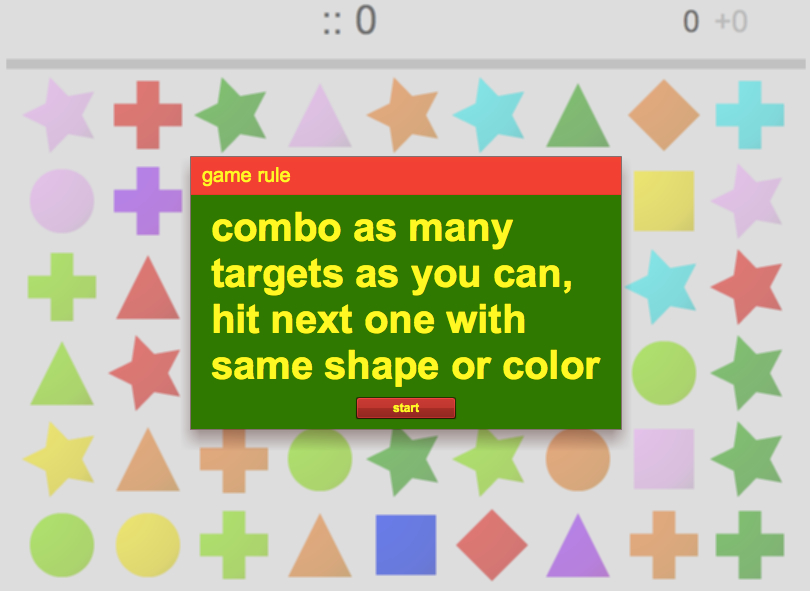 :: 0
0 +0
game rule
combo as many
targets as you can,
hit next one with
same shape or color
start